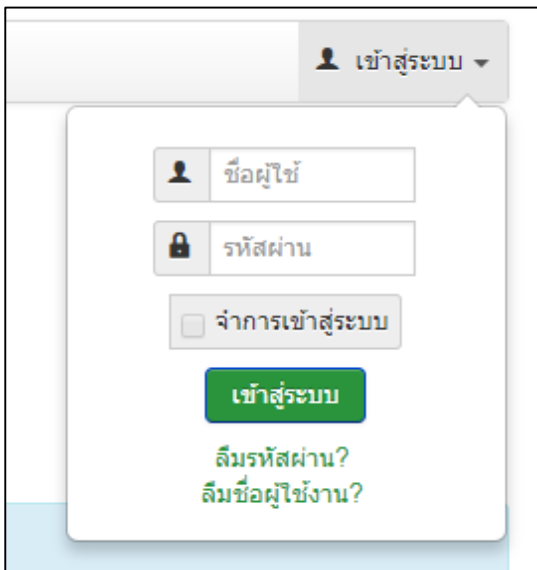 เข้าสู่ระบบ
ชื่อผู้ใช้
รหัสผ่าน
จำการเข้าสู่ระบบ
เข้าสู่ระบบ
ลืมรหัสผ่าน?
ลืมชื่อผู้ใช้งาน?